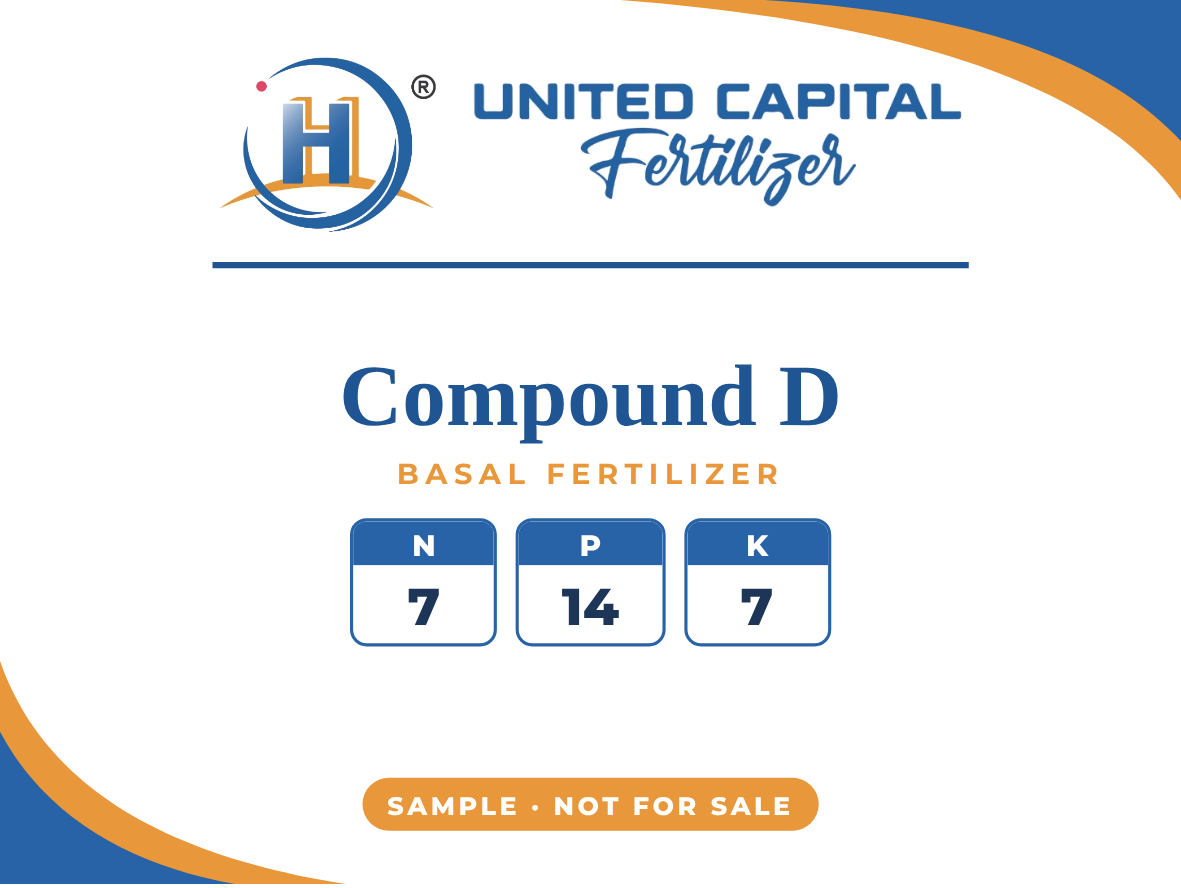 H ®
UNITED CAPITAL
Fertilizer
Compound D
BASAL FERTILIZER
N P K
7 14 7
SAMPLE · NOT FOR SALE